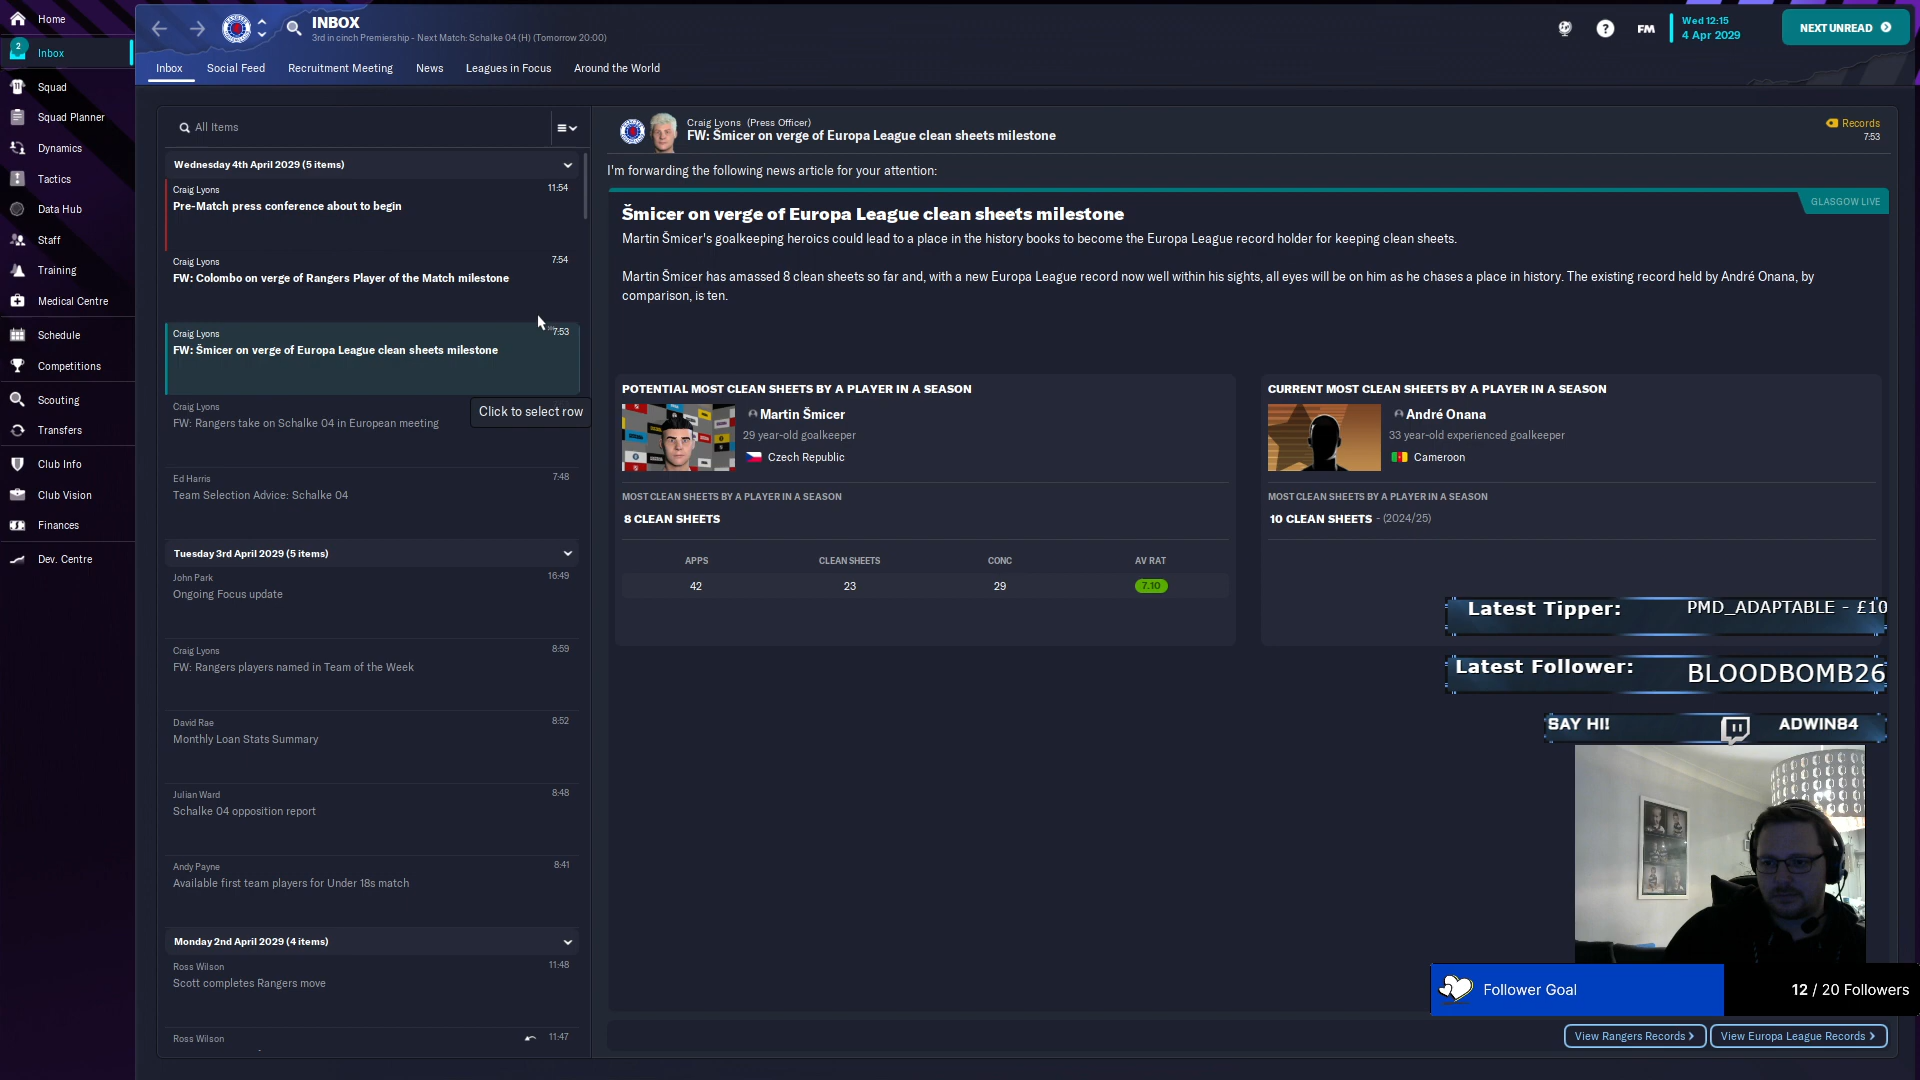 Home
2
Inbox
Squad
Squad Planner
Dynamics
Tactics
Data Hub
Staff
Training
Medical Centre
Schedule
Competitions
Scouting
Transfers
Club Info
Club Vision
Finances
Dev. Centre
INBOX
3rd in cinch Premiership - Next Match: Schalke 04 (H) (Tomorrow 20:00)
FM
Wed 12:15
4 Apr 2029
NEXT UNREAD
Inbox Social Feed Recruitment Meeting News Leagues in Focus Around the World
All Items
Wednesday 4th April 2029 (5 items)
Craig Lyons 11:54
Pre-Match press conference about to begin
Craig Lyons 7:54
FW: Colombo on verge of Rangers Player of the Match milestone
Craig Lyons 7:53
FW: Šmicer on verge of Europa League clean sheets milestone
Craig Lyons
FW: Rangers take on Schalke 04 in European meeting
Click to select row
Ed Harris 7:48
Team Selection Advice: Schalke 04
Tuesday 3rd April 2029 (5 items)
John Park 16:49
Ongoing Focus update
Craig Lyons 8:59
FW: Rangers players named in Team of the Week
David Rae 8:52
Monthly Loan Stats Summary
Julian Ward 8:48
Schalke 04 opposition report
Andy Payne 8:41
Available first team players for Under 18s match
Monday 2nd April 2029 (4 items)
Ross Wilson 11:48
Scott completes Rangers move
Ross Wilson 11:47
Craig Lyons (Press Officer)
FW: Šmicer on verge of Europa League clean sheets milestone
Records
7:53
I'm forwarding the following news article for your attention:
GLASGOW LIVE
Šmicer on verge of Europa League clean sheets milestone
Martin Šmicer's goalkeeping heroics could lead to a place in the history books to become the Europa League record holder for keeping clean sheets.
Martin Šmicer has amassed 8 clean sheets so far and, with a new Europa League record now well within his sights, all eyes will be on him as he chases a place in history. The existing record held by André Onana, by
comparison, is ten.
POTENTIAL MOST CLEAN SHEETS BY A PLAYER IN A SEASON
Martin Šmicer
29 year-old goalkeeper
Czech Republic
MOST CLEAN SHEETS BY A PLAYER IN A SEASON
8 CLEAN SHEETS
APPS CLEAN SHEETS CONC AV RAT
42 23 29 7.10
CURRENT MOST CLEAN SHEETS BY A PLAYER IN A SEASON
André Onana
33 year-old experienced goalkeeper
Cameroon
MOST CLEAN SHEETS BY A PLAYER IN A SEASON
10 CLEAN SHEETS - (2024/25)
Latest Tipper: PMD_ADAPTABLE - £10
Latest Follower: BLOODBOMB26
SAY HI! ADWIN84
Follower Goal 12 / 20 Followers
View Rangers Records
View Europa League Records